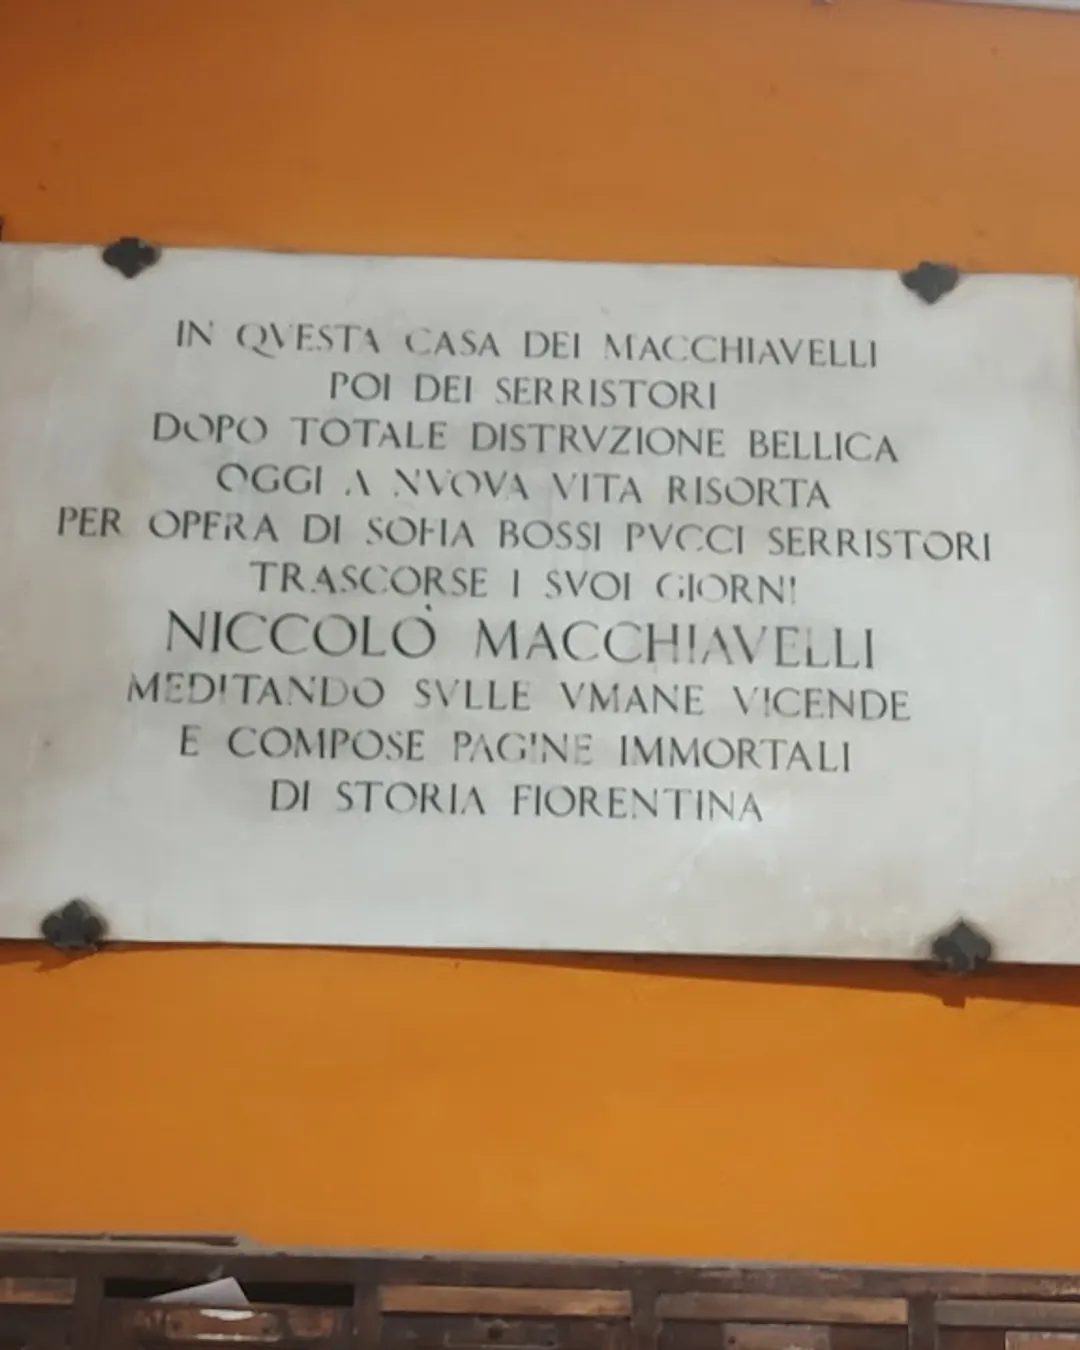 IN QVESTA CASA DEI MACCHIAVELLI
POI DEI SERRISTORI
DOPO TOTALE DISTRVZIONE BELLICA
OGGI A NVOVA VITA RISORTA
PER OPERA DI SOFIA BOSSI PVCCI SERRISTORI
TRASCORSE I SVOI GIORNI
NICCOLÒ MACCHIAVELLI
MEDITANDO SVLLE VMANE VICENDE
E COMPOSE PAGINE IMMORTALI
DI STORIA FIORENTINA